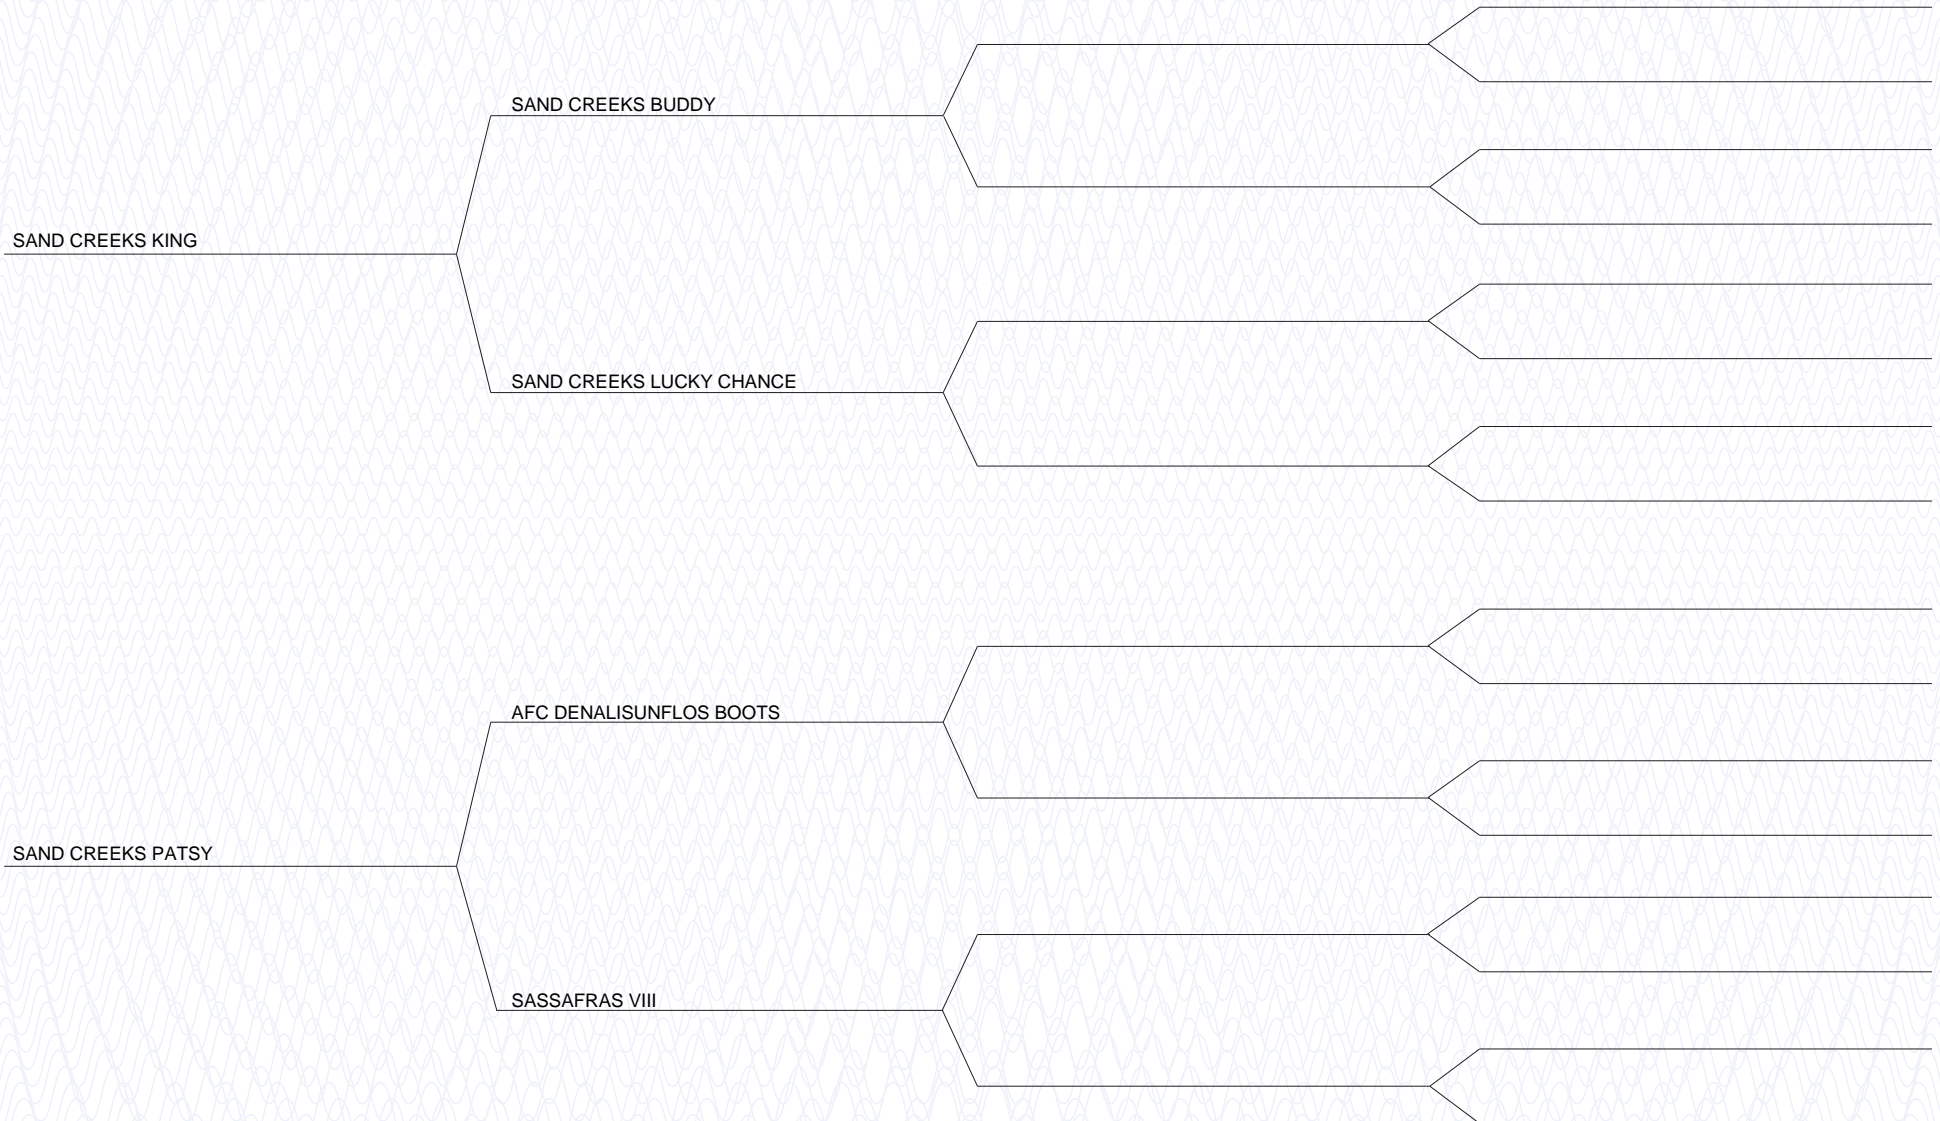 SAND CREEKS BUDDY
SAND CREEKS KING
SAND CREEKS LUCKY CHANCE
AFC DENALISUNFLOS BOOTS
SAND CREEKS PATSY
SASSAFRAS VIII